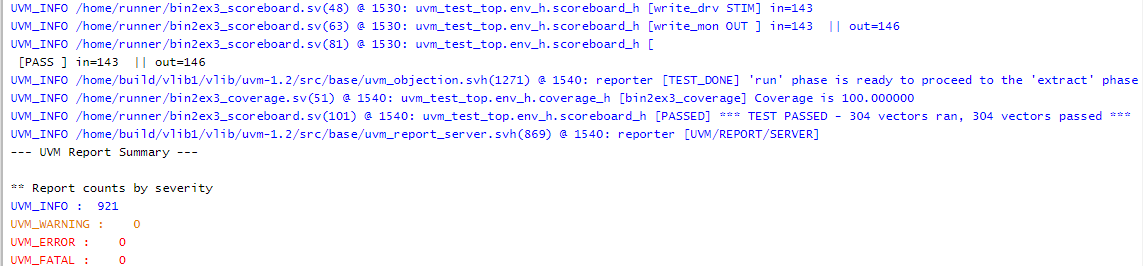 UVM_INFO /home/runner/bin2ex3_scoreboard.sv(48) @ 1530: uvm_test_top.env_h.scoreboard_h [write_drv STIM] in=143
UVM_INFO /home/runner/bin2ex3_scoreboard.sv(63) @ 1530: uvm_test_top.env_h.scoreboard_h [write_mon OUT ] in=143  || out=146
UVM_INFO /home/runner/bin2ex3_scoreboard.sv(81) @ 1530: uvm_test_top.env_h.scoreboard_h [
 [PASS ] in=143  || out=146
UVM_INFO /home/build/vlib1/vlib/uvm-1.2/src/base/uvm_objection.svh(1271) @ 1540: reporter [TEST_DONE] 'run' phase is ready to proceed to the 'extract' phase
UVM_INFO /home/runner/bin2ex3_coverage.sv(51) @ 1540: uvm_test_top.env_h.coverage_h [bin2ex3_coverage] Coverage is 100.000000
UVM_INFO /home/runner/bin2ex3_scoreboard.sv(101) @ 1540: uvm_test_top.env_h.scoreboard_h [PASSED] *** TEST PASSED - 304 vectors ran, 304 vectors passed ***
UVM_INFO /home/build/vlib1/vlib/uvm-1.2/src/base/uvm_report_server.svh(869) @ 1540: reporter [UVM/REPORT/SERVER]
--- UVM Report Summary ---

** Report counts by severity
UVM_INFO :  921
UVM_WARNING :    0
UVM_ERROR :    0
UVM_FATAL :    0